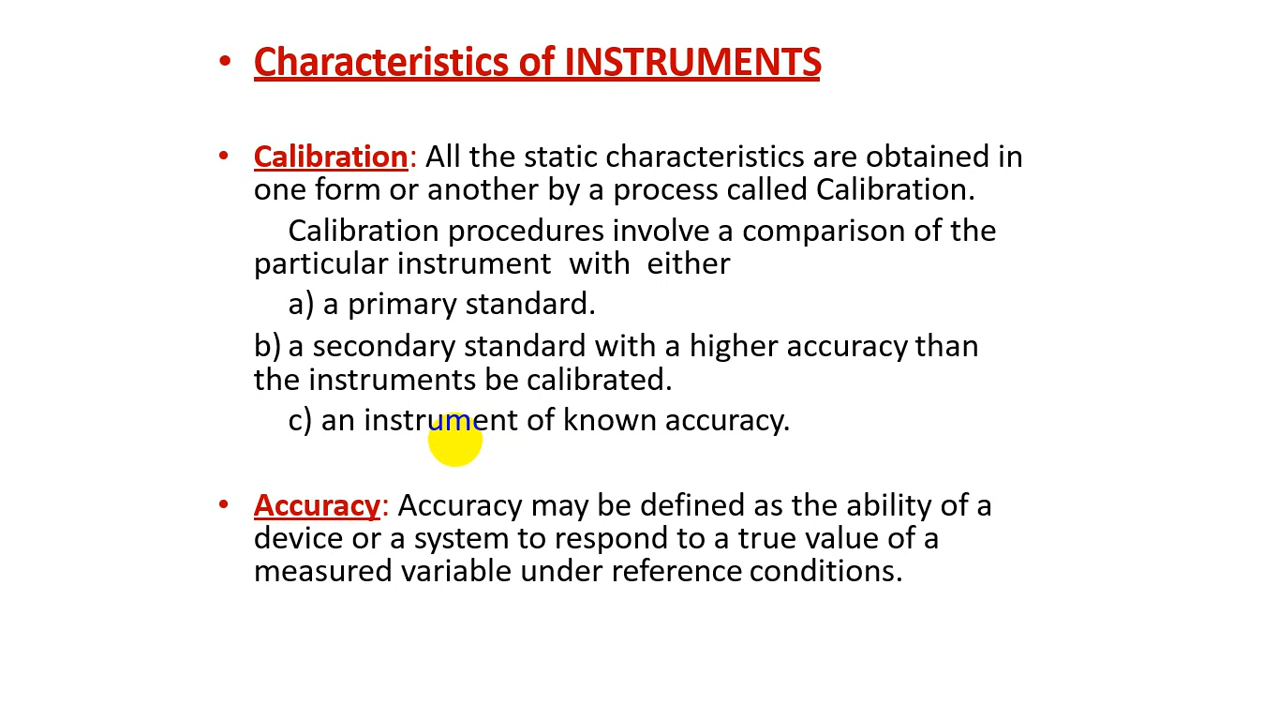 • Characteristics of INSTRUMENTS
• Calibration: All the static characteristics are obtained in
one form or another by a process called Calibration.
Calibration procedures involve a comparison of the
particular instrument with either
a) a primary standard.
b) a secondary standard with a higher accuracy than
the instruments be calibrated.
c) an instrument of known accuracy.
• Accuracy: Accuracy may be defined as the ability of a
device or a system to respond to a true value of a
measured variable under reference conditions.